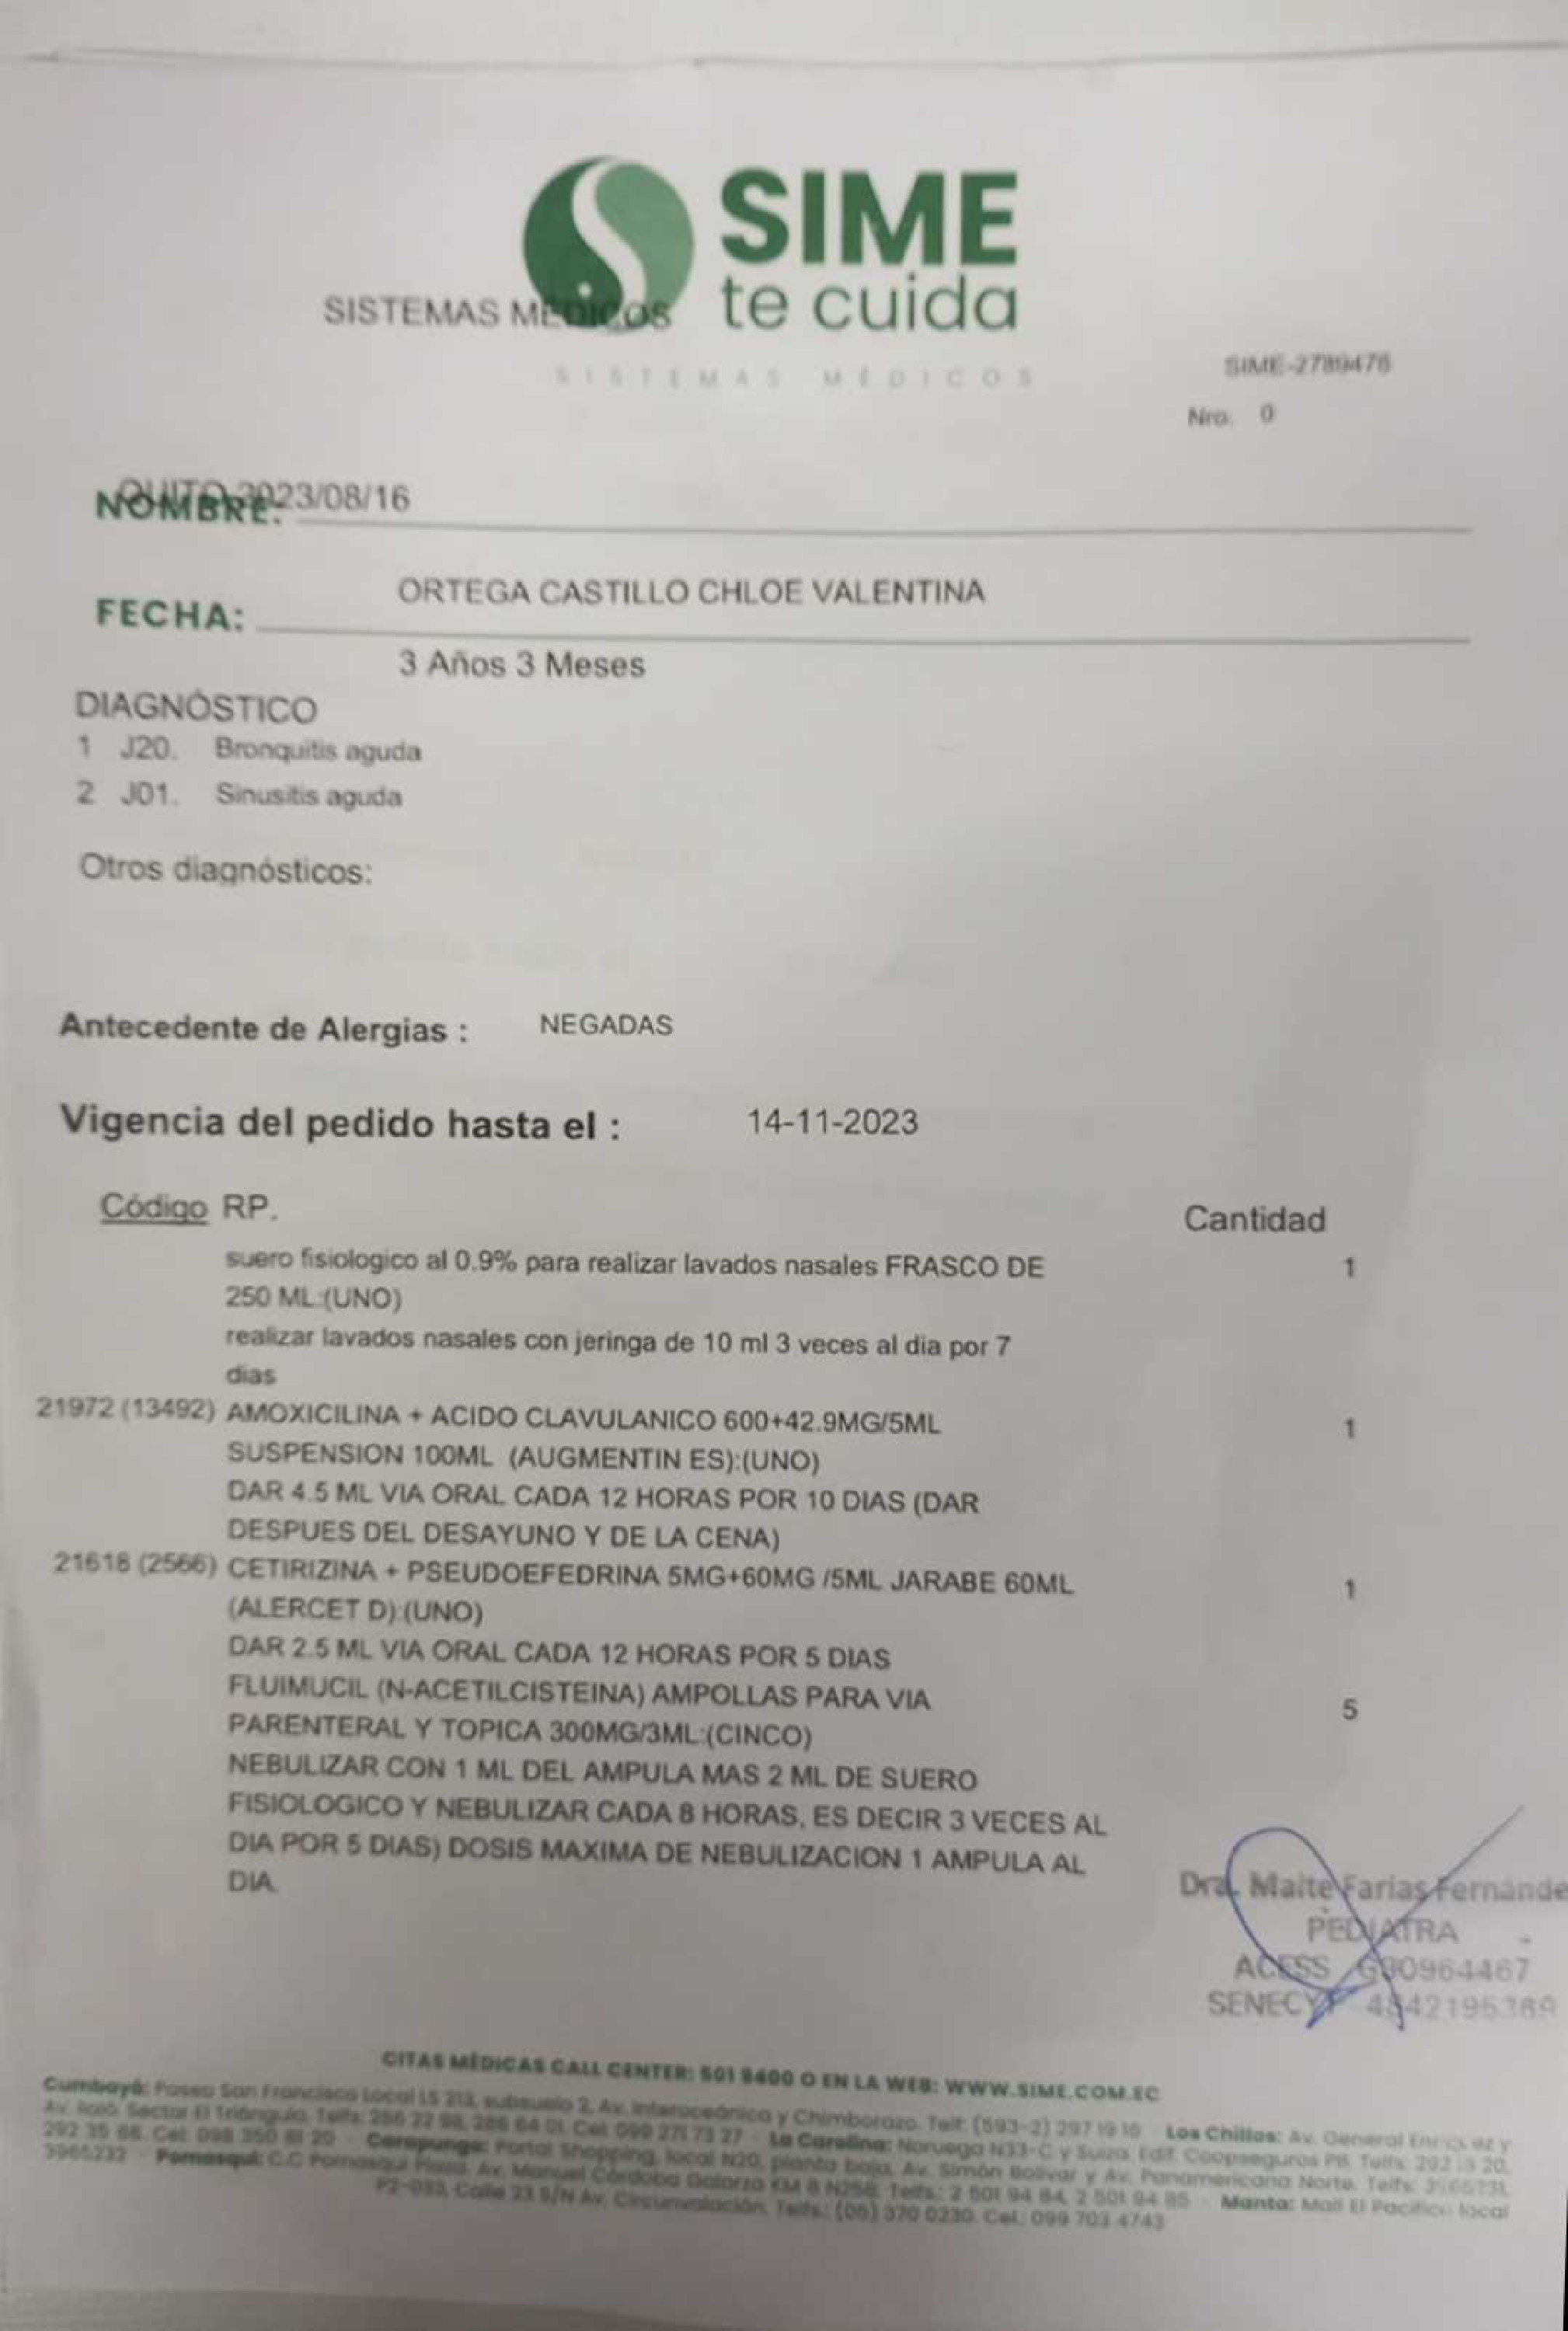 SIME
te cuida
SISTEMAS MÉDICOS
SISTEMAS MÉDICOS
SIME-2789476
Nro. 0
QUITO 2023/08/16
NOMBRE:
ORTEGA CASTILLO CHLOE VALENTINA
FECHA:
3 Años 3 Meses
DIAGNÓSTICO
1 J20. Bronquitis aguda
2 J01. Sinusitis aguda
Otros diagnósticos:
Antecedente de Alergias : NEGADAS
Vigencia del pedido hasta el : 14-11-2023
Código RP. Cantidad
suero fisiologico al 0.9% para realizar lavados nasales FRASCO DE 1
250 ML:(UNO)
realizar lavados nasales con jeringa de 10 ml 3 veces al dia por 7
dias
21972 (13492) AMOXICILINA + ACIDO CLAVULANICO 600+42.9MG/5ML 1
SUSPENSION 100ML (AUGMENTIN ES):(UNO)
DAR 4.5 ML VIA ORAL CADA 12 HORAS POR 10 DIAS (DAR
DESPUES DEL DESAYUNO Y DE LA CENA)
21618 (2566) CETIRIZINA + PSEUDOEFEDRINA 5MG+60MG /5ML JARABE 60ML 1
(ALERCET D):(UNO)
DAR 2.5 ML VIA ORAL CADA 12 HORAS POR 5 DIAS
FLUIMUCIL (N-ACETILCISTEINA) AMPOLLAS PARA VIA 5
PARENTERAL Y TOPICA 300MG/3ML:(CINCO)
NEBULIZAR CON 1 ML DEL AMPULA MAS 2 ML DE SUERO
FISIOLOGICO Y NEBULIZAR CADA 8 HORAS, ES DECIR 3 VECES AL
DIA POR 5 DIAS) DOSIS MAXIMA DE NEBULIZACION 1 AMPULA AL
DIA.
Dra. Maite Farias Fernánde
PEDIATRA
ACESS 964467
SENECYT
CITAS MÉDICAS CALL CENTER: 501 8400 O EN LA WEB: WWW.SIME.COM.EC
Cumbayá: Paseo San Francisco Local LS 213, subsuelo 2, Av. Interoceánica y Chimborazo. Telf: (593-2) 297 19 16 - Los Chillos: Av. General Enríquez y
Av. Ilaló. Sector El Triángulo. Telfs: 286 22 98, 286 64 01. Cel: 099 271 73 27 - La Carolina: Noruega N33-C y Suiza. Edif. Coopseguros PB. Telfs: 292 20,
292 35 88. Cel: 098 350 20 - Carapungo: Portal Shopping, local N20, planta baja, Av. Simón Bolívar y Av. Panamericana Norte. Telfs:
3965232 - Pomasqui: C.C Pomasqui Plaza. Av. Manuel Córdoba Galarza KM 8 Telfs.: 2 501 94 84, 2 501 94 85 - Manta: Mall El Pacífico local
P2-033, Calle 23 S/N Av. Circunvalación, Telfs.: (05) 370 0230. Cel.: 099 703 4743